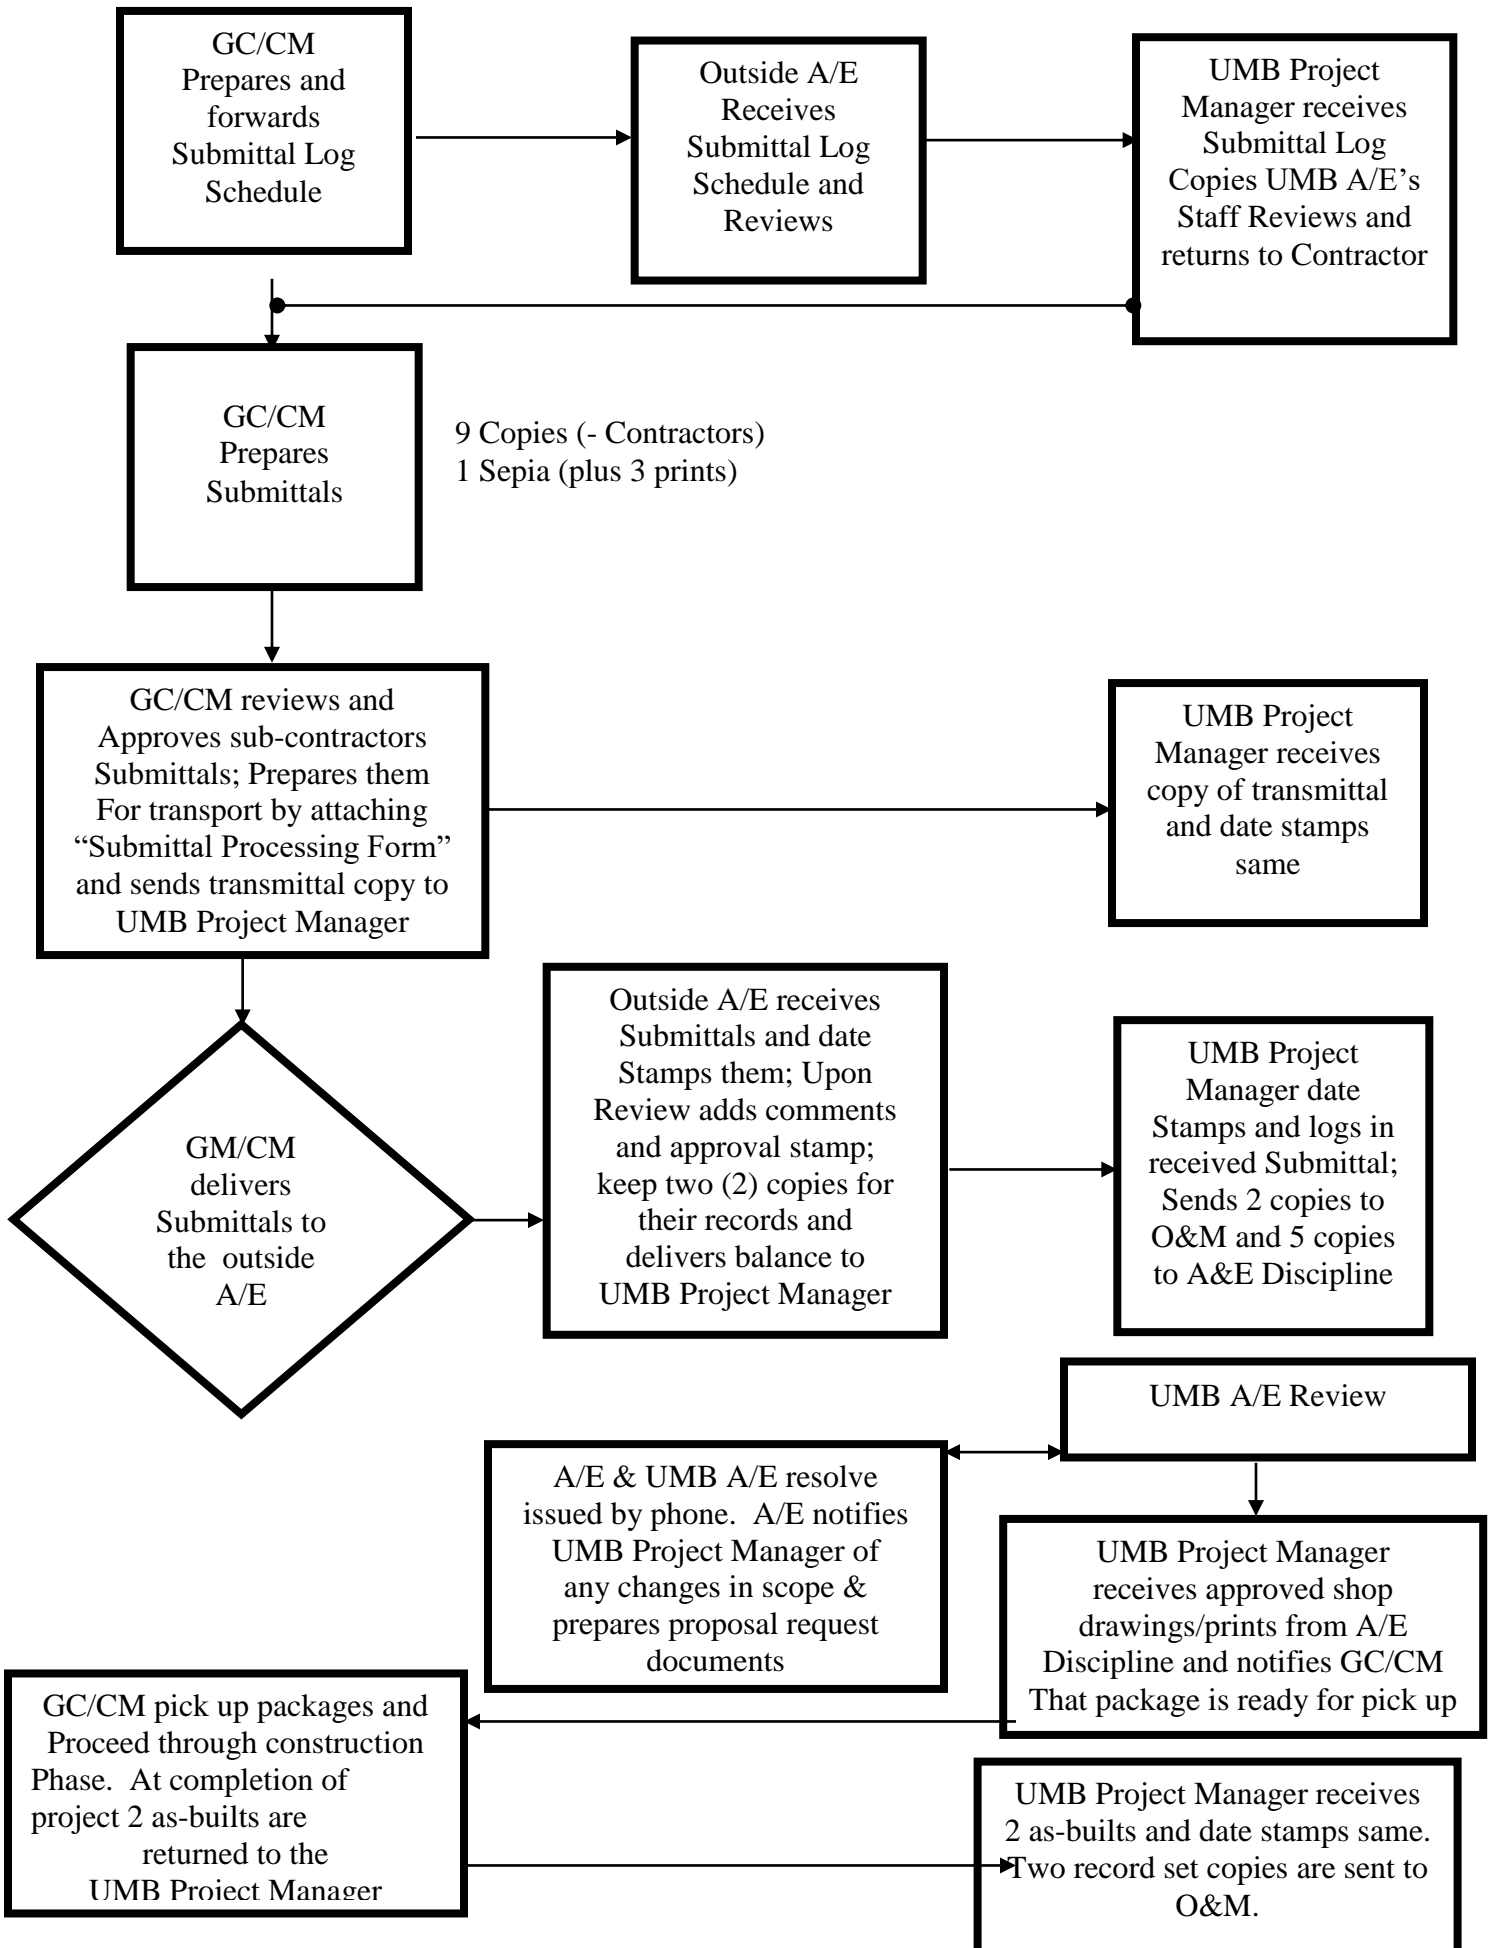 GC/CM
Prepares and
forwards
Submittal Log
Schedule
Outside A/E
Receives
Submittal Log
Schedule and
Reviews
UMB Project
Manager receives
Submittal Log
Copies UMB A/E’s
Staff Reviews and
returns to Contractor
GC/CM
Prepares
Submittals
9 Copies (- Contractors)
1 Sepia (plus 3 prints)
GC/CM reviews and
Approves sub-contractors
Submittals; Prepares them
For transport by attaching
“Submittal Processing Form”
and sends transmittal copy to
UMB Project Manager
UMB Project
Manager receives
copy of transmittal
and date stamps
same
GM/CM
delivers
Submittals to
the  outside
A/E
Outside A/E receives
Submittals and date
Stamps them; Upon
Review adds comments
and approval stamp;
keep two (2) copies for
their records and
delivers balance to
UMB Project Manager
UMB Project
Manager date
Stamps and logs in
received Submittal;
Sends 2 copies to
O&M and 5 copies
to A&E Discipline
UMB A/E Review
A/E & UMB A/E resolve
issued by phone.  A/E notifies
UMB Project Manager of
any changes in scope &
prepares proposal request
documents
UMB Project Manager
receives approved shop
drawings/prints from A/E
Discipline and notifies GC/CM
That package is ready for pick up
GC/CM pick up packages and
Proceed through construction
Phase.  At completion of
project 2 as-builts are
returned to the
UMB Project Manager
UMB Project Manager receives
2 as-builts and date stamps same.
Two record set copies are sent to
O&M.